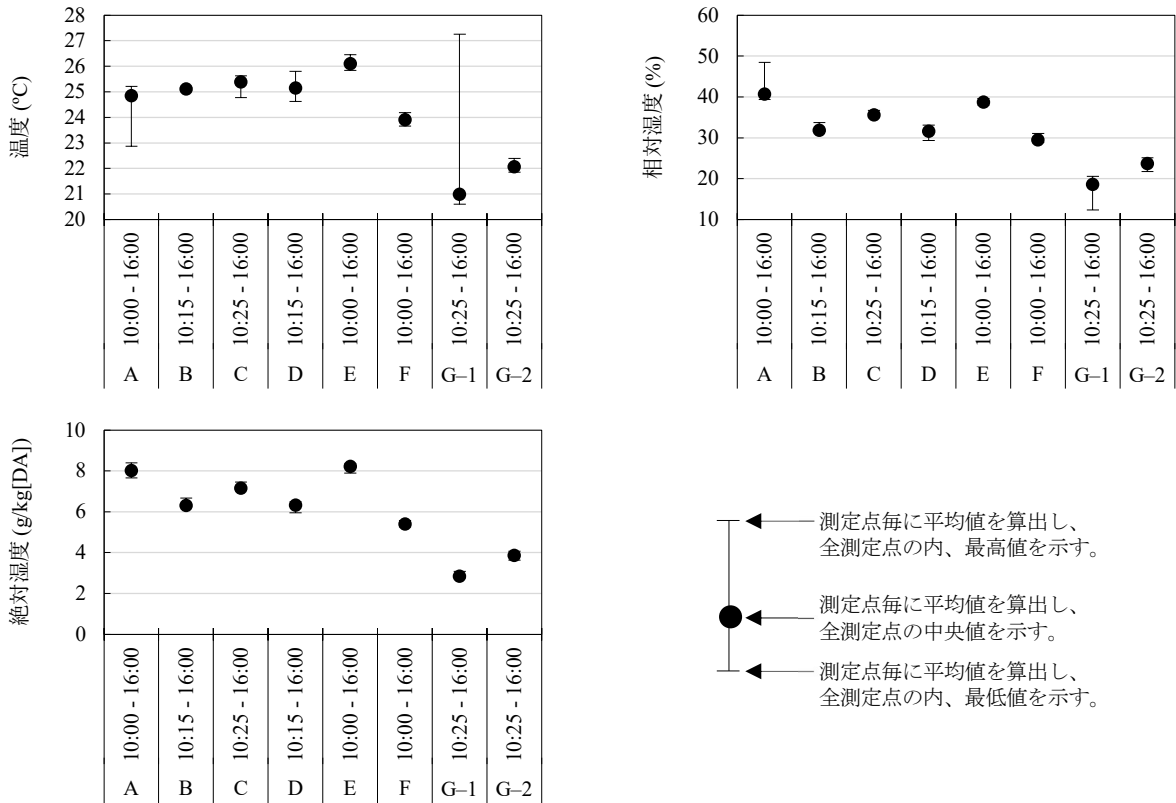 温度 (ºC)
28
27
26
25
24
23
22
21
20
10:00 - 16:00
10:15 - 16:00
10:25 - 16:00
10:15 - 16:00
10:00 - 16:00
10:00 - 16:00
10:25 - 16:00
10:25 - 16:00
A B C D E F G–1 G–2
相対湿度 (%)
60
50
40
30
20
10
10:00 - 16:00
10:15 - 16:00
10:25 - 16:00
10:15 - 16:00
10:00 - 16:00
10:00 - 16:00
10:25 - 16:00
10:25 - 16:00
A B C D E F G–1 G–2
絶対湿度 (g/kg[DA])
10
8
6
4
2
0
10:00 - 16:00
10:15 - 16:00
10:25 - 16:00
10:15 - 16:00
10:00 - 16:00
10:00 - 16:00
10:25 - 16:00
10:25 - 16:00
A B C D E F G–1 G–2
測定点毎に平均値を算出し、
全測定点の内、最高値を示す。
測定点毎に平均値を算出し、
全測定点の中央値を示す。
測定点毎に平均値を算出し、
全測定点の内、最低値を示す。